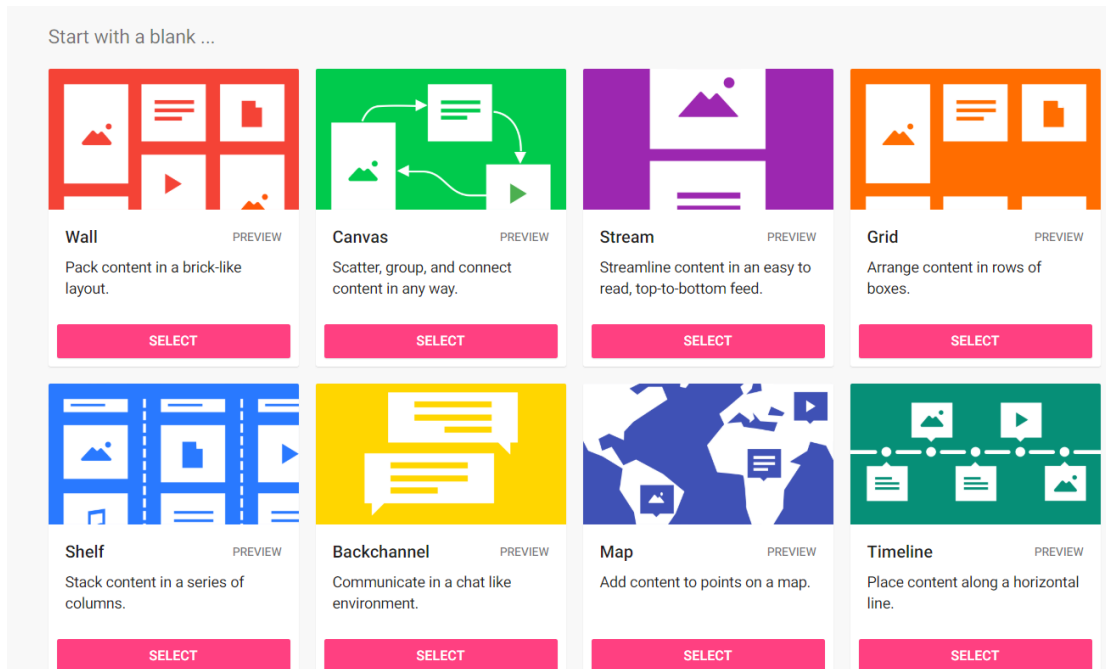 Start with a blank ...
Wall PREVIEW
Pack content in a brick-like
layout.
SELECT
Canvas PREVIEW
Scatter, group, and connect
content in any way.
SELECT
Stream PREVIEW
Streamline content in an easy to
read, top-to-bottom feed.
SELECT
Grid PREVIEW
Arrange content in rows of
boxes.
SELECT
Shelf PREVIEW
Stack content in a series of
columns.
SELECT
Backchannel PREVIEW
Communicate in a chat like
environment.
SELECT
Map PREVIEW
Add content to points on a map.
SELECT
Timeline PREVIEW
Place content along a horizontal
line.
SELECT